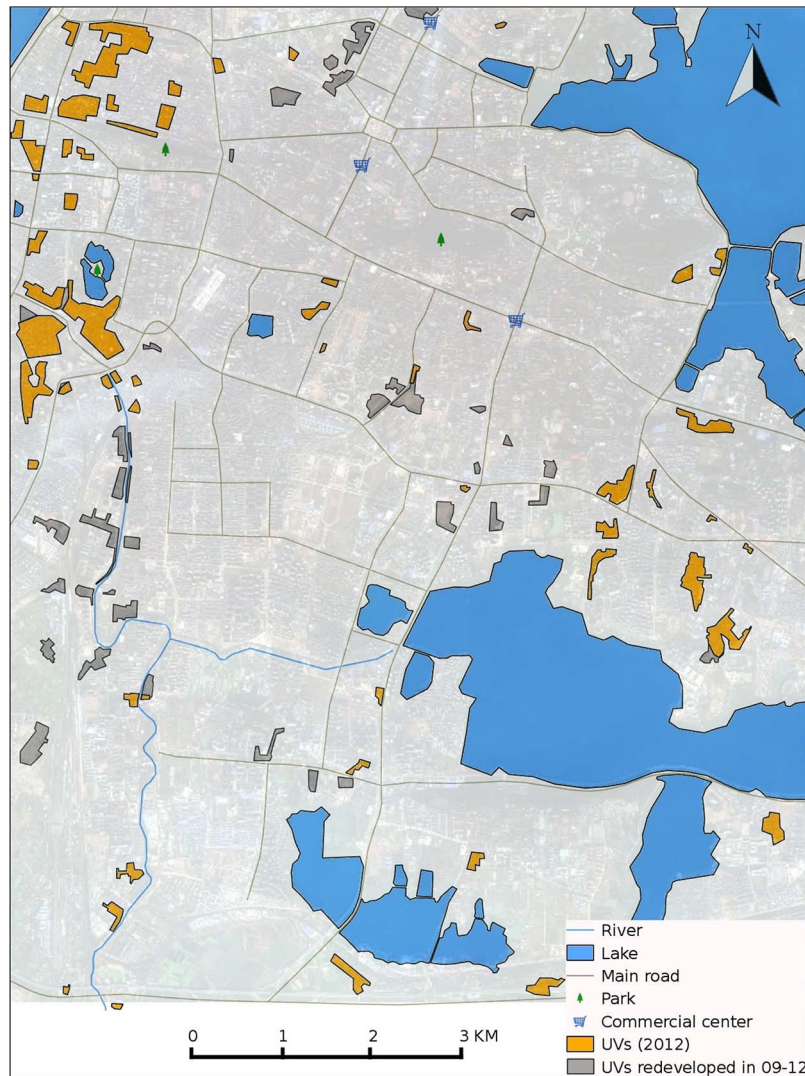 N
River
Lake
Main road
Park
Commercial center
UVs (2012)
UVs redeveloped in 09-12
0 1 2 3 KM